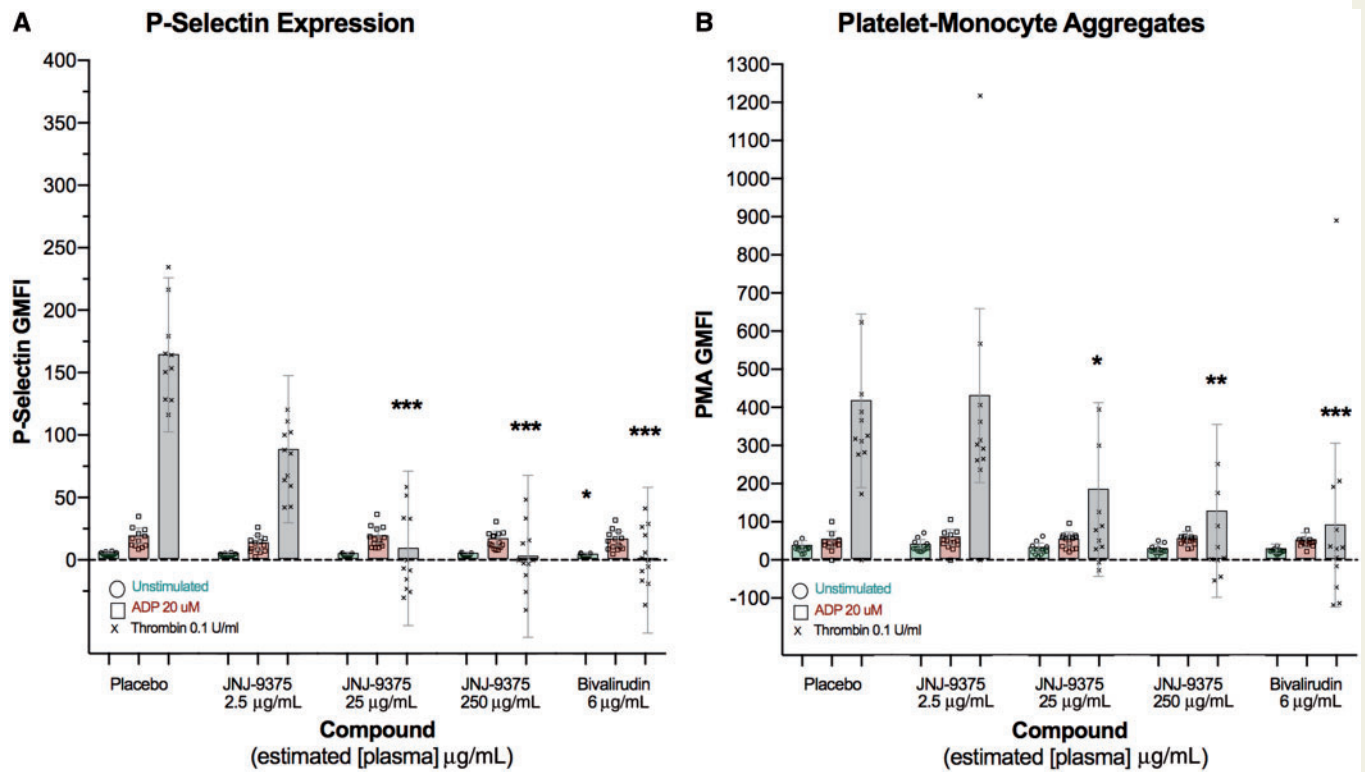 A
P-Selectin Expression
400
350
300
250
200
150
100
50
0
P-Selectin GMFI
***
***
*
***
Unstimulated
ADP 20 uM
x Thrombin 0.1 U/ml
Placebo
JNJ-9375
2.5 μg/mL
JNJ-9375
25 μg/mL
JNJ-9375
250 μg/mL
Bivalirudin
6 μg/mL
Compound
(estimated [plasma] μg/mL)
B
Platelet-Monocyte Aggregates
1300
1200
1100
1000
900
800
700
600
500
400
300
200
100
0
-100
PMA GMFI
*
**
***
Unstimulated
ADP 20 uM
x Thrombin 0.1 U/ml
Placebo
JNJ-9375
2.5 μg/mL
JNJ-9375
25 μg/mL
JNJ-9375
250 μg/mL
Bivalirudin
6 μg/mL
Compound
(estimated [plasma] μg/mL)